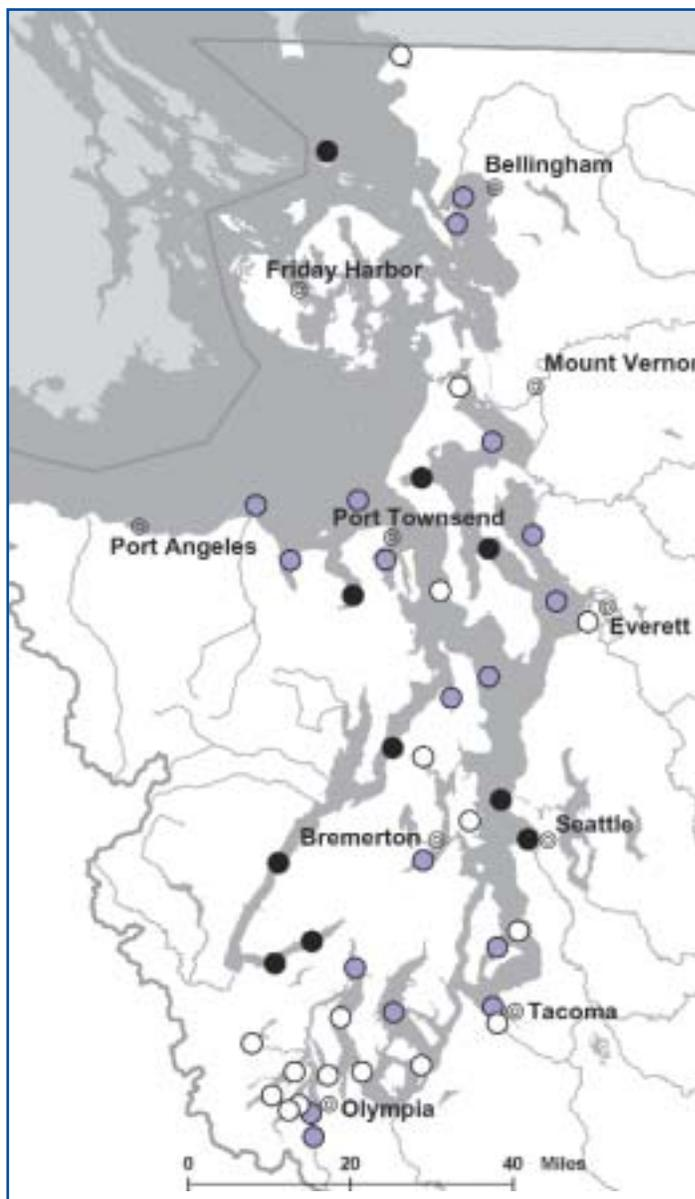 Bellingham
Friday Harbor
Mount Vernon
Port Townsend
Port Angeles
Everett
Bremerton
Seattle
Tacoma
Olympia
0 20 40 Miles